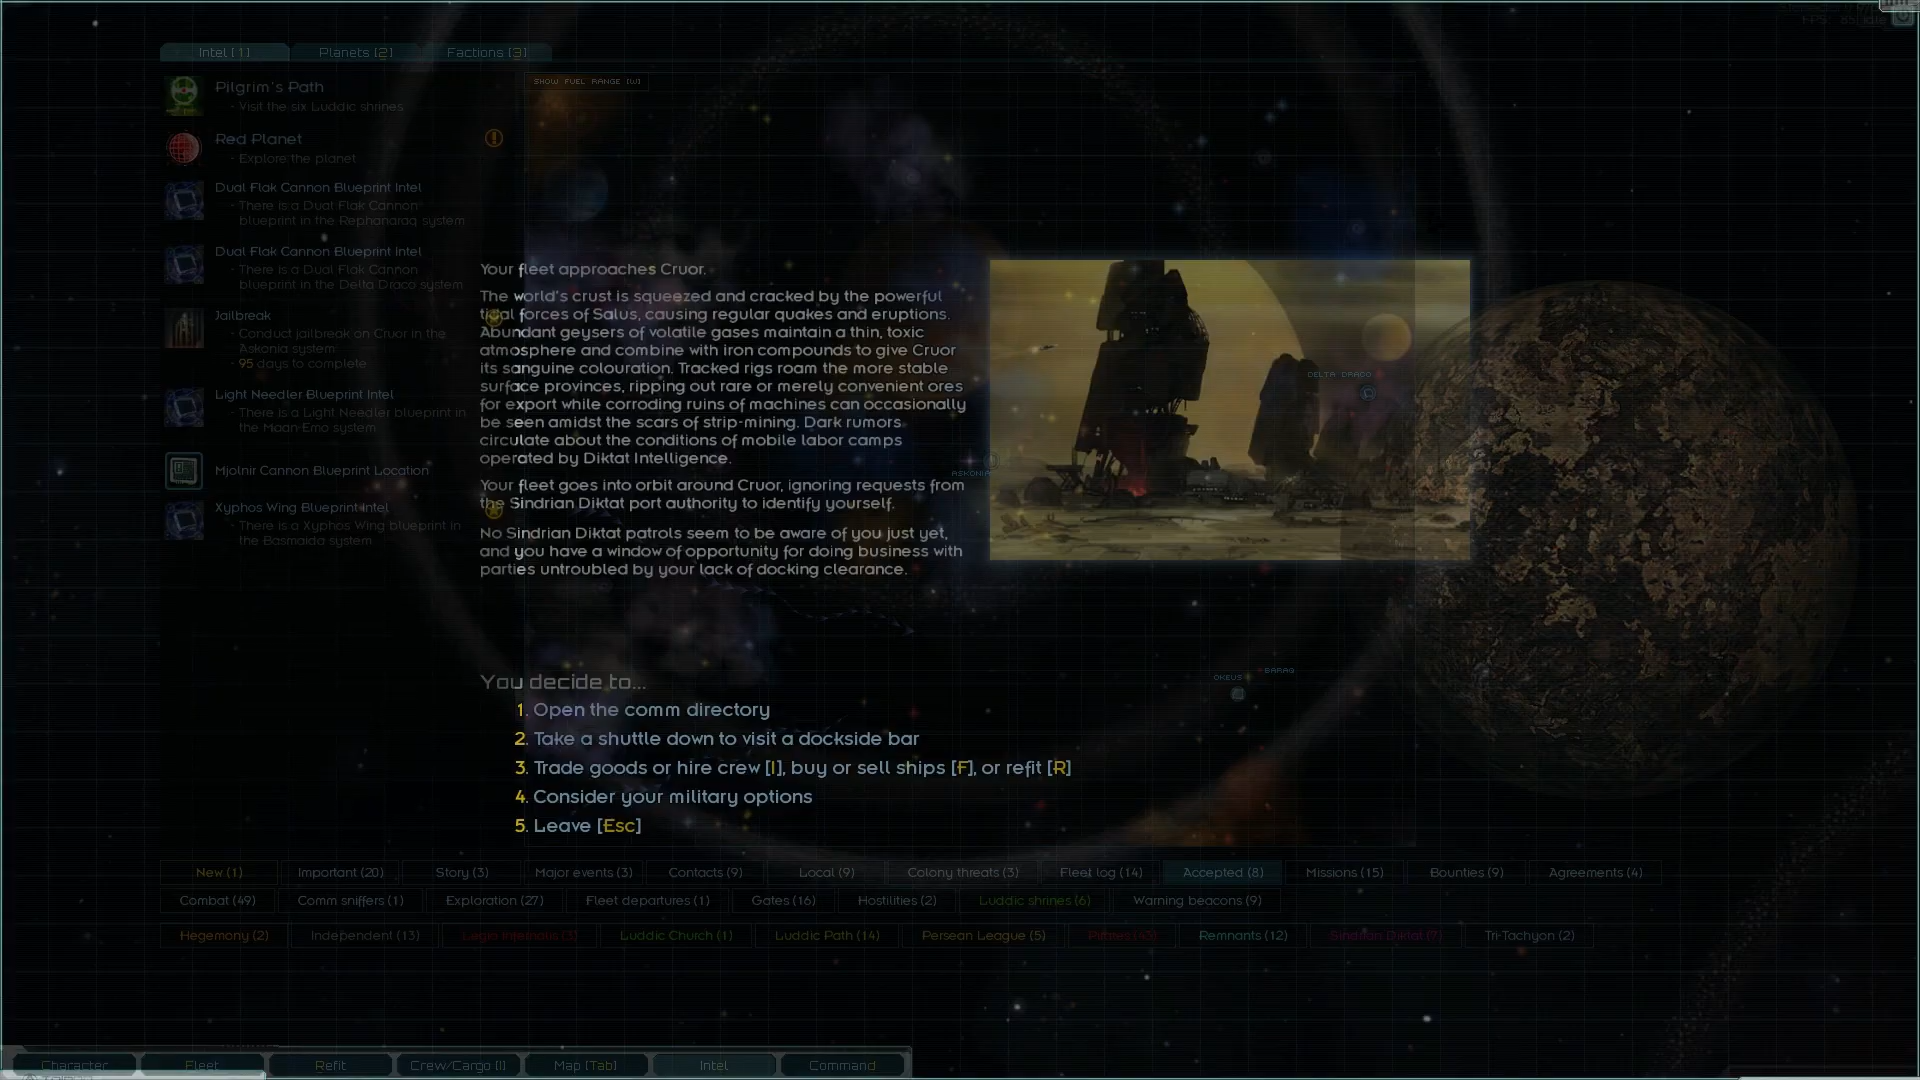 Intel [1]
Planets [2]
Factions [3]
SHOW FUEL RANGE [W]
Pilgrim's Path
- Visit the six Luddic shrines
Red Planet
- Explore the planet
Dual Flak Cannon Blueprint Intel
- There is a Dual Flak Cannon
blueprint in the Rephanaraq system
Dual Flak Cannon Blueprint Intel
- There is a Dual Flak Cannon
blueprint in the Delta Draco system
Jailbreak
- Conduct jailbreak on Cruor in the
Askonia system
- 95 days to complete
Light Needler Blueprint Intel
- There is a Light Needler blueprint in
the Maan-Emo system
Mjolnir Cannon Blueprint Location
Xyphos Wing Blueprint Intel
- There is a Xyphos Wing blueprint in
the Basmaida system
Your fleet approaches Cruor.
The world's crust is squeezed and cracked by the powerful
tidal forces of Salus, causing regular quakes and eruptions.
Abundant geysers of volatile gases maintain a thin, toxic
atmosphere and combine with iron compounds to give Cruor
its sanguine colouration. Tracked rigs roam the more stable
surface provinces, ripping out rare or merely convenient ores
for export while corroding ruins of machines can occasionally
be seen amidst the scars of strip-mining. Dark rumors
circulate about the conditions of mobile labor camps
operated by Diktat Intelligence.
Your fleet goes into orbit around Cruor, ignoring requests from
the Sindrian Diktat port authority to identify yourself.
No Sindrian Diktat patrols seem to be aware of you just yet,
and you have a window of opportunity for doing business with
parties untroubled by your lack of docking clearance.
DELTA DRACO
ASKONIA
OKEUS
BARAG
You decide to...
1. Open the comm directory
2. Take a shuttle down to visit a dockside bar
3. Trade goods or hire crew [I], buy or sell ships [F], or refit [R]
4. Consider your military options
5. Leave [Esc]
New (1)
Important (20)
Story (3)
Major events (3)
Contacts (9)
Local (9)
Colony threats (3)
Fleet log (14)
Accepted (8)
Missions (15)
Bounties (9)
Agreements (4)
Combat (49)
Comm sniffers (1)
Exploration (27)
Fleet departures (1)
Gates (16)
Hostilities (2)
Luddic shrines (6)
Warning beacons (9)
Hegemony (2)
Independent (13)
Legio Infernalis (3)
Luddic Church (1)
Luddic Path (14)
Persean League (5)
Pirates (43)
Remnants (12)
Sindrian Diktat (7)
Tri-Tachyon (2)
Character
Fleet
Refit
Crew/Cargo [I]
Map [Tab]
Intel
Command